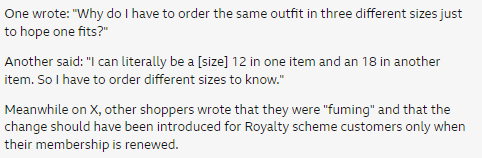 One wrote: "Why do I have to order the same outfit in three different sizes just
to hope one fits?"
Another said: "I can literally be a [size] 12 in one item and an 18 in another
item. So I have to order different sizes to know."
Meanwhile on X, other shoppers wrote that they were "fuming" and that the
change should have been introduced for Royalty scheme customers only when
their membership is renewed.